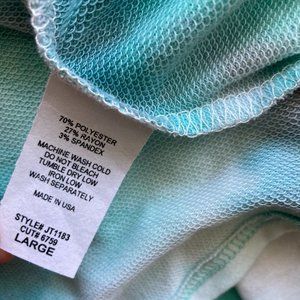 70% POLYESTER
27% RAYON
3% SPANDEX
MACHINE WASH COLD
DO NOT BLEACH
TUMBLE DRY LOW
IRON LOW
WASH SEPARATELY
MADE IN USA
STYLE# JT1183
CUT# 6759
LARGE